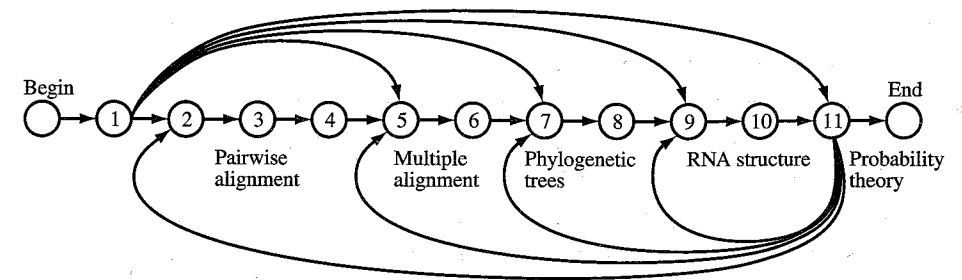 Begin
End
1 2 3 4 5 6 7 8 9 10 11
Pairwise
alignment
Multiple
alignment
Phylogenetic
trees
RNA structure
Probability
theory